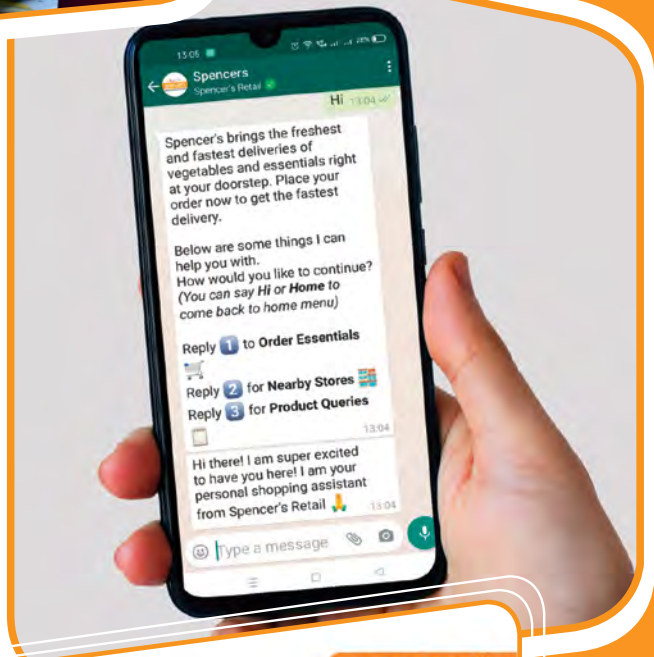 13:05
Spencers
Spencer's Retail
Hi 13:04
Spencer's brings the freshest
and fastest deliveries of
vegetables and essentials right
at your doorstep. Place your
order now to get the fastest
delivery.
Below are some things I can
help you with.
How would you like to continue?
(You can say Hi or Home to
come back to home menu)
Reply 1 to Order Essentials
Reply 2 for Nearby Stores
Reply 3 for Product Queries
13:04
Hi there! I am super excited
to have you here! I am your
personal shopping assistant
from Spencer's Retail 13:04
Type a message